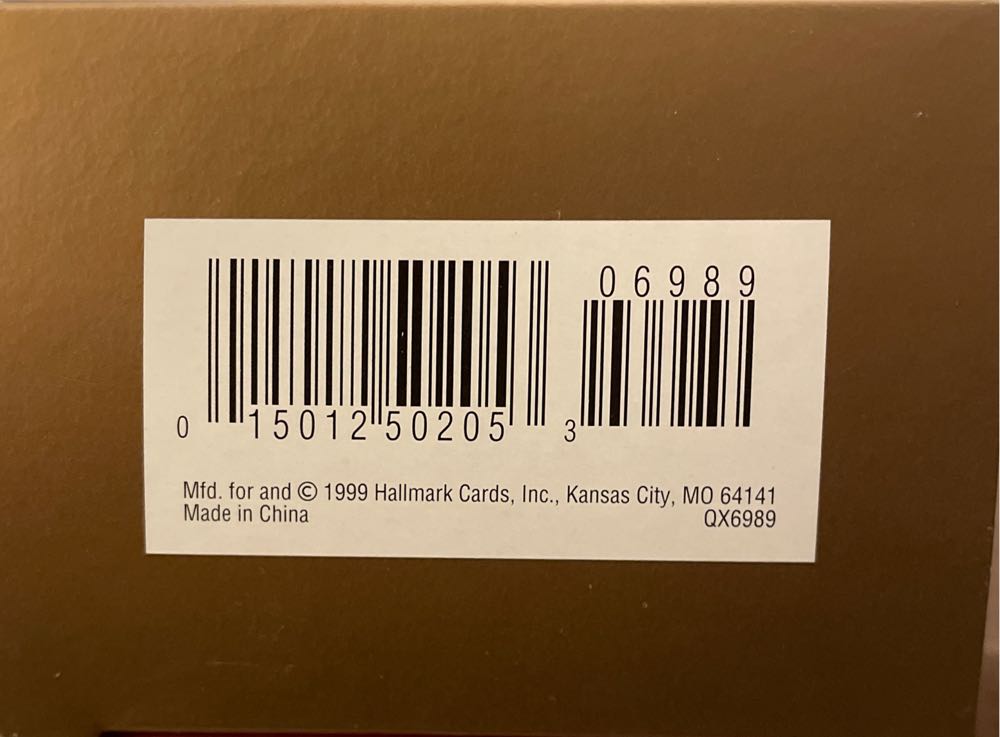 06989
0 15012 50205 3
Mfd. for and © 1999 Hallmark Cards, Inc., Kansas City, MO 64141
Made in China QX6989